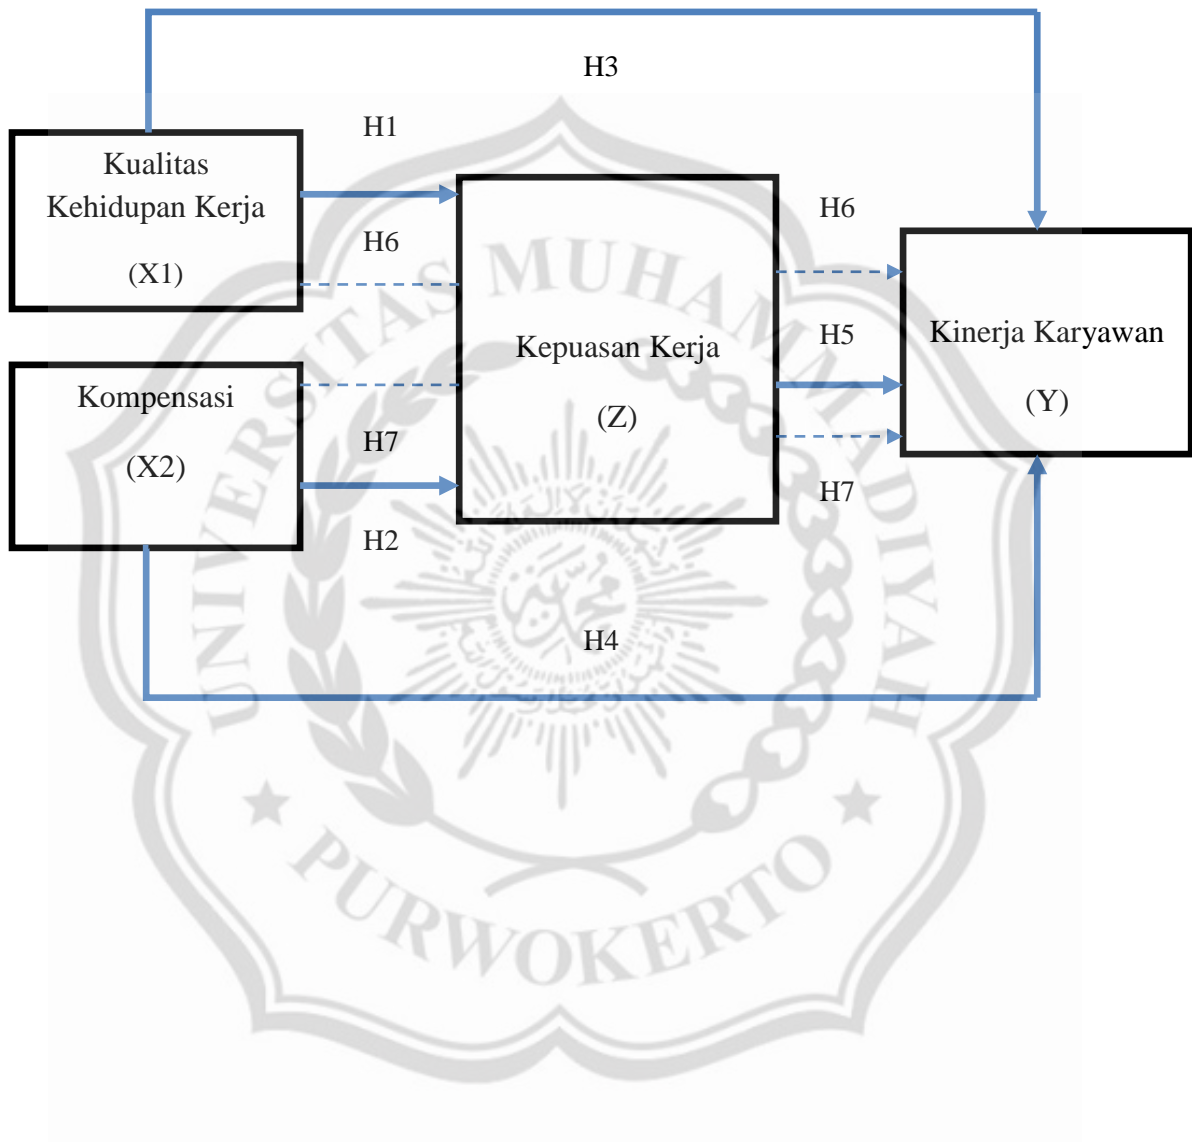 H3
H1
Kualitas
Kehidupan Kerja
(X1)
H6
H6
Kepuasan Kerja
(Z)
H5
Kinerja Karyawan
(Y)
Kompensasi
(X2)
H7
H7
H2
H4
UNIVERSITAS MUHAMMADIYAH
PURWOKERTO